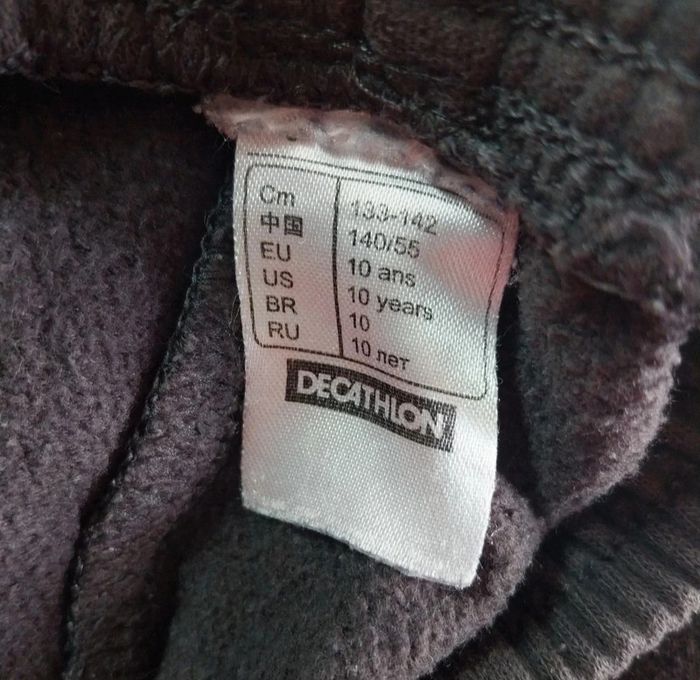 Cm 133-142
中国 140/55
EU 10 ans
US 10 years
BR 10
RU 10 лет
DECATHLON